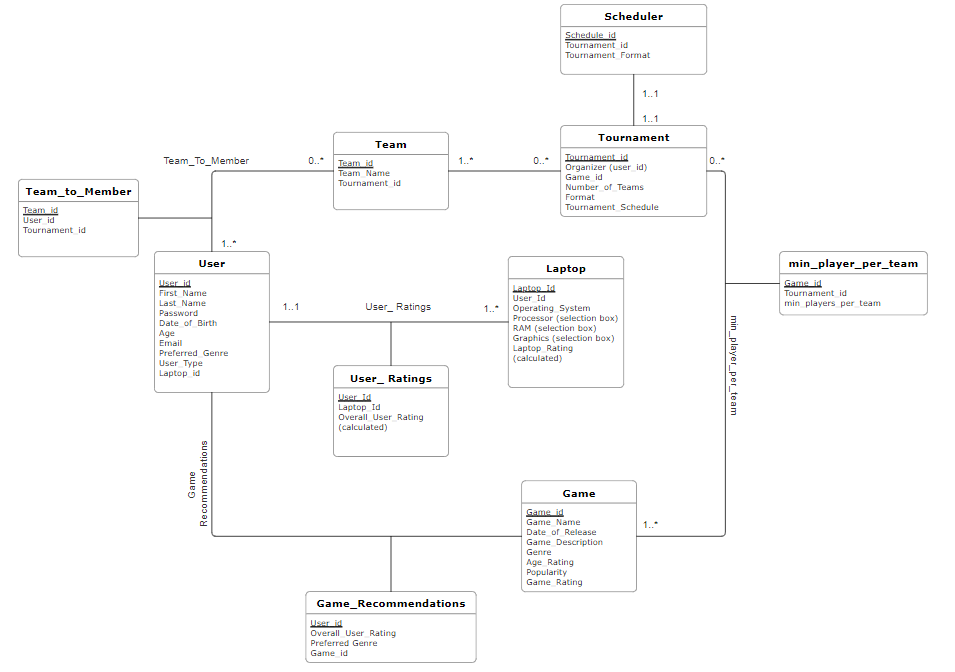 Scheduler
Schedule_id
Tournament_id
Tournament_Format
1..1
1..1
Tournament
Tournament_id
Organizer (user_id)
Game_id
Number_of_Teams
Format
Tournament_Schedule
Team
Team_id
Team_Name
Tournament_id
Team_To_Member
0..*
1..*
0..*
0..*
Team_to_Member
Team_id
User_id
Tournament_id
1..*
User
User_id
First_Name
Last_Name
Password
Date_of_Birth
Age
Email
Preferred_Genre
User_Type
Laptop_id
1..1
User_ Ratings
1..*
Laptop
Laptop_Id
User_Id
Operating_System
Processor (selection box)
RAM (selection box)
Graphics (selection box)
Laptop_Rating
(calculated)
min_player_per_team
Game_id
Tournament_id
min_players_per_team
min_player_per_team
User_ Ratings
User_Id
Laptop_Id
Overall_User_Rating
(calculated)
Game
Recommendations
Game
Game_id
Game_Name
Date_of_Release
Game_Description
Genre
Age_Rating
Popularity
Game_Rating
1..*
Game_Recommendations
User_id
Overall_User_Rating
Preferred Genre
Game_id